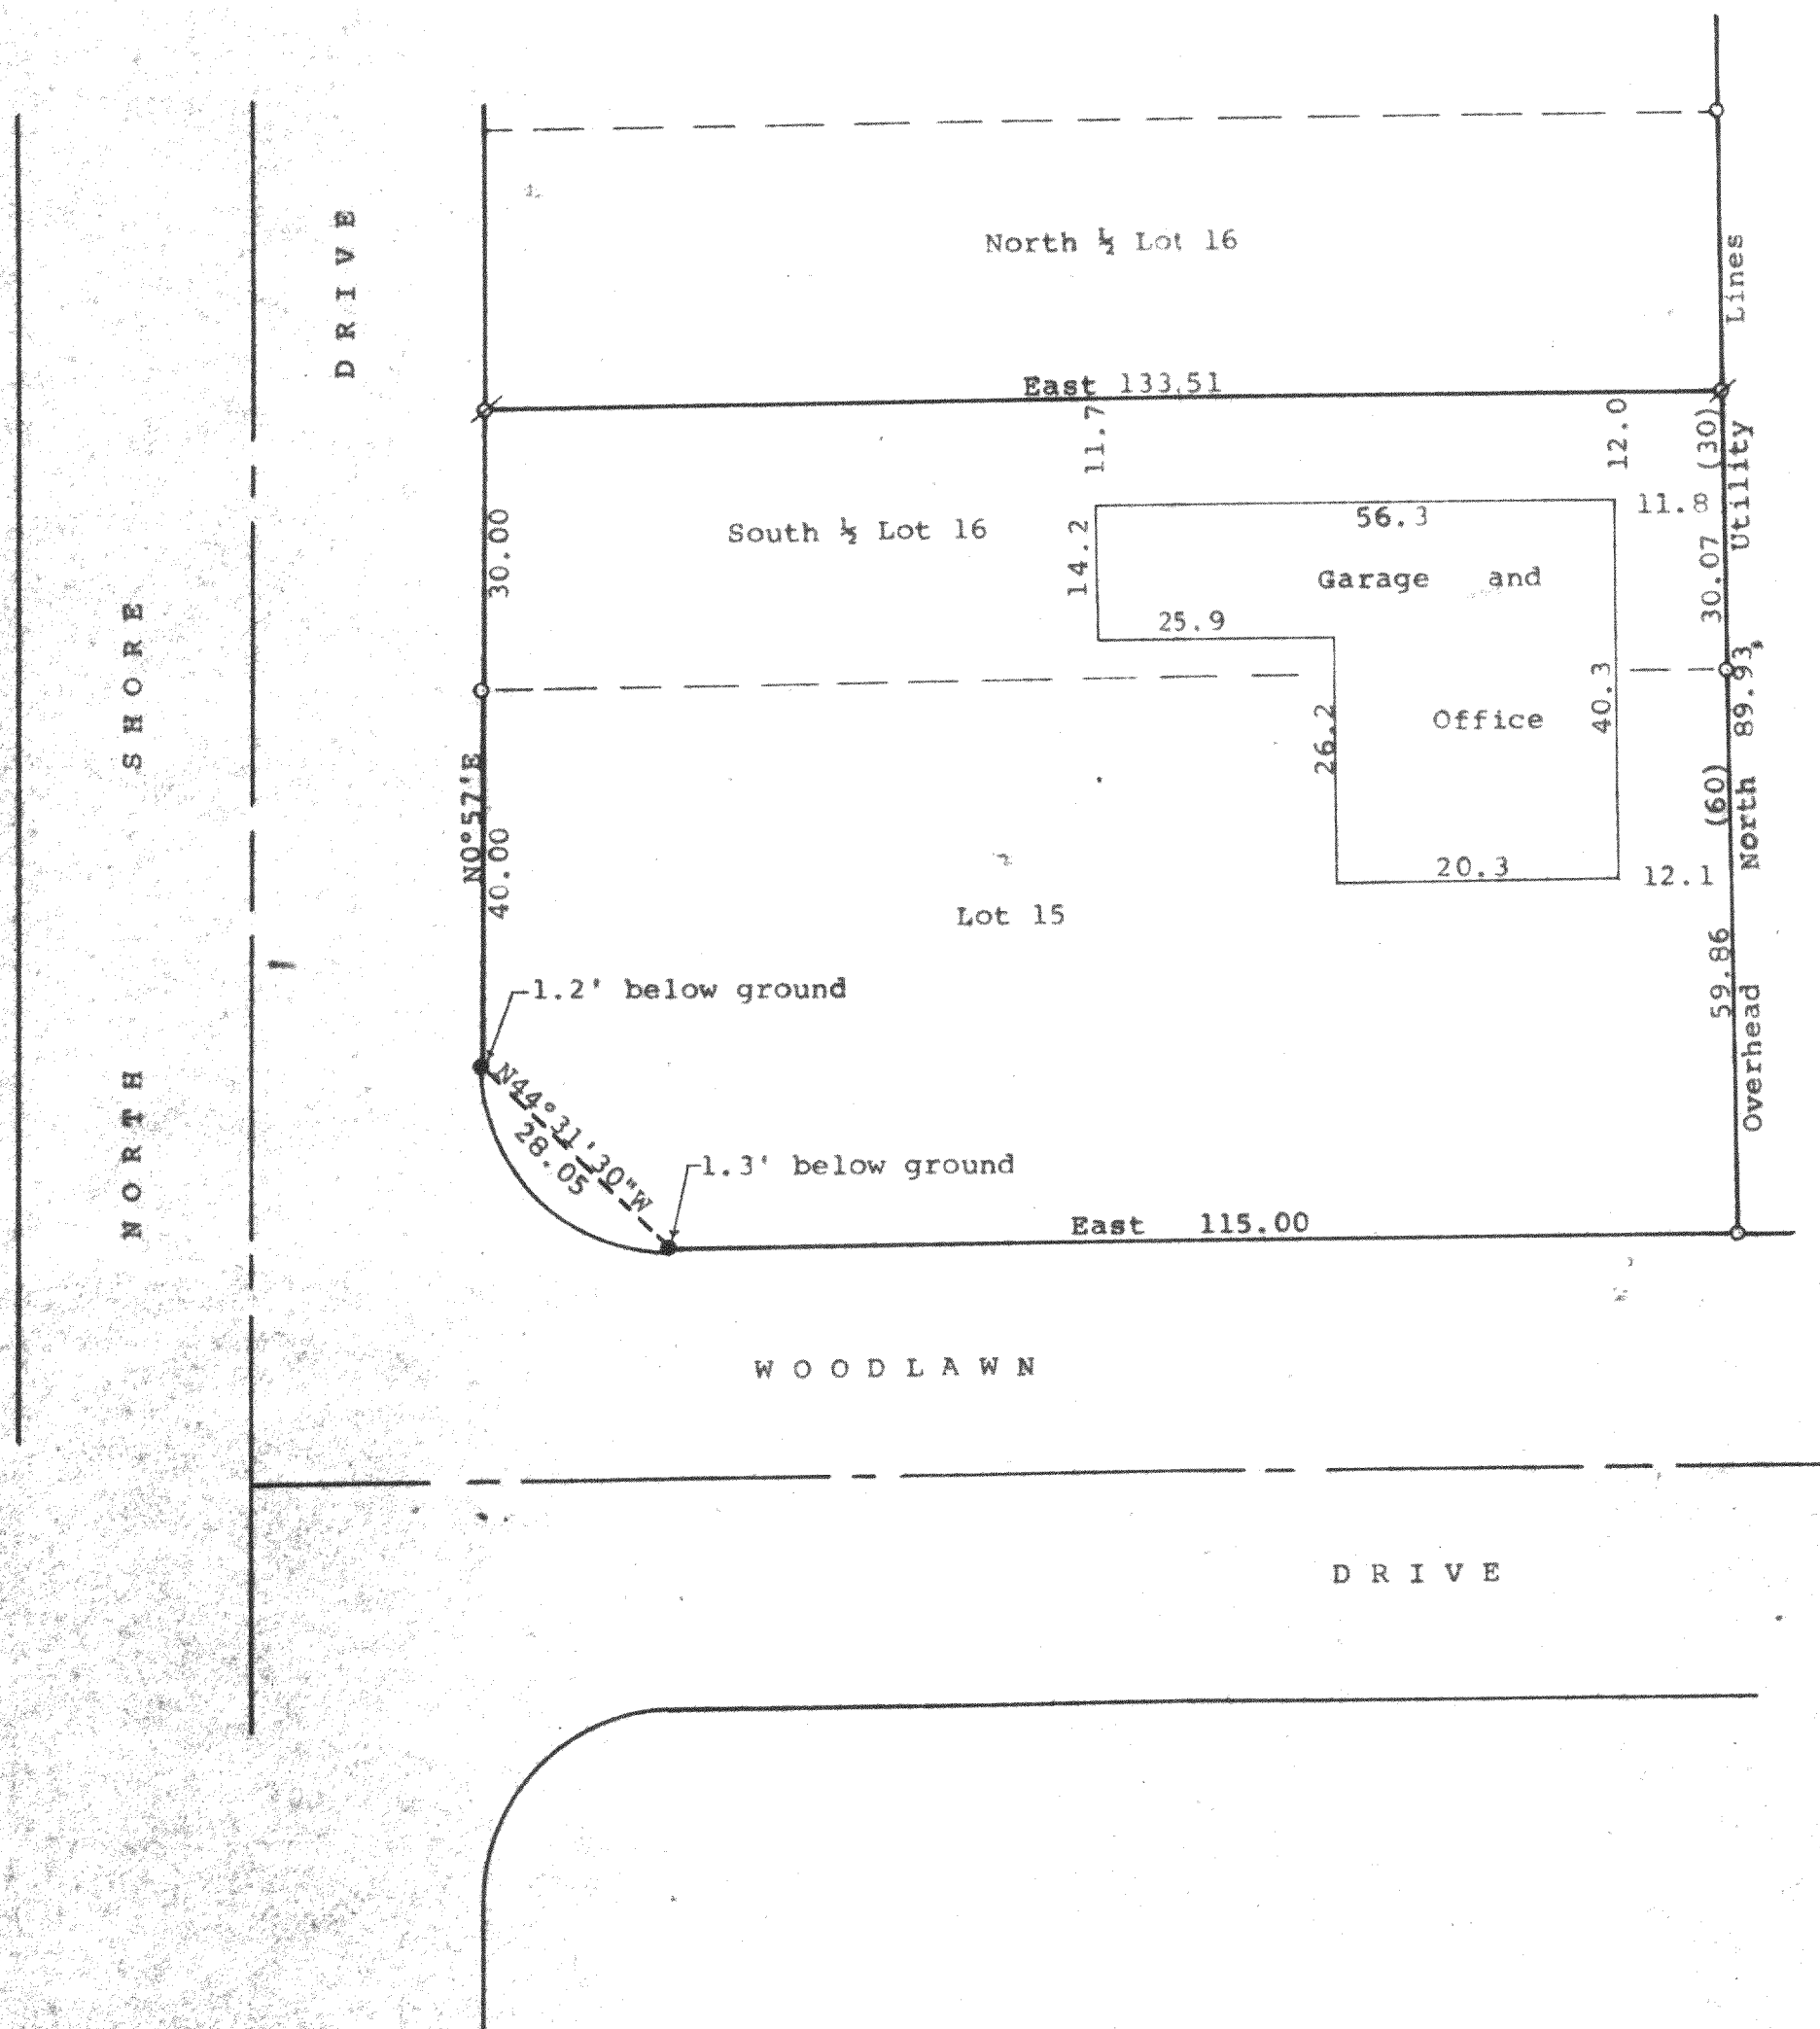 NORTH SHORE
DRIVE
North ½ Lot 16
Lines
East 133.51
11.7
12.0
(30)
Utility
South ½ Lot 16
30.00
14.2
56.3
11.8
30.07
Garage and
25.9
Office
40.3
89.93
26.2
(60)
North
N0°57'E
40.00
20.3
12.1
Lot 15
59.86
Overhead
1.2' below ground
N44°31'30"W
28.05
1.3' below ground
East 115.00
WOODLAWN
DRIVE